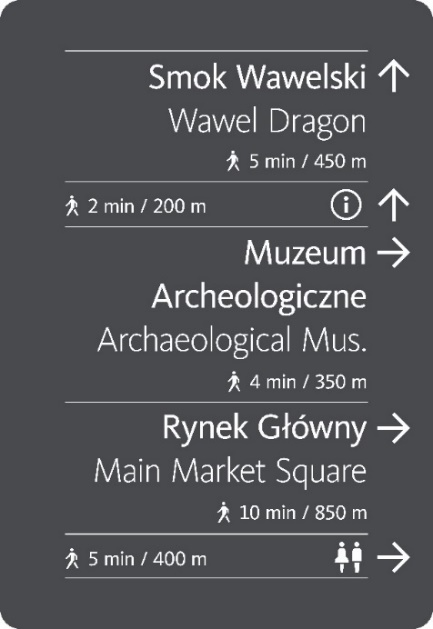 Smok Wawelski
Wawel Dragon
5 min / 450 m
2 min / 200 m
Muzeum
Archeologiczne
Archaeological Mus.
4 min / 350 m
Rynek Główny
Main Market Square
10 min / 850 m
5 min / 400 m